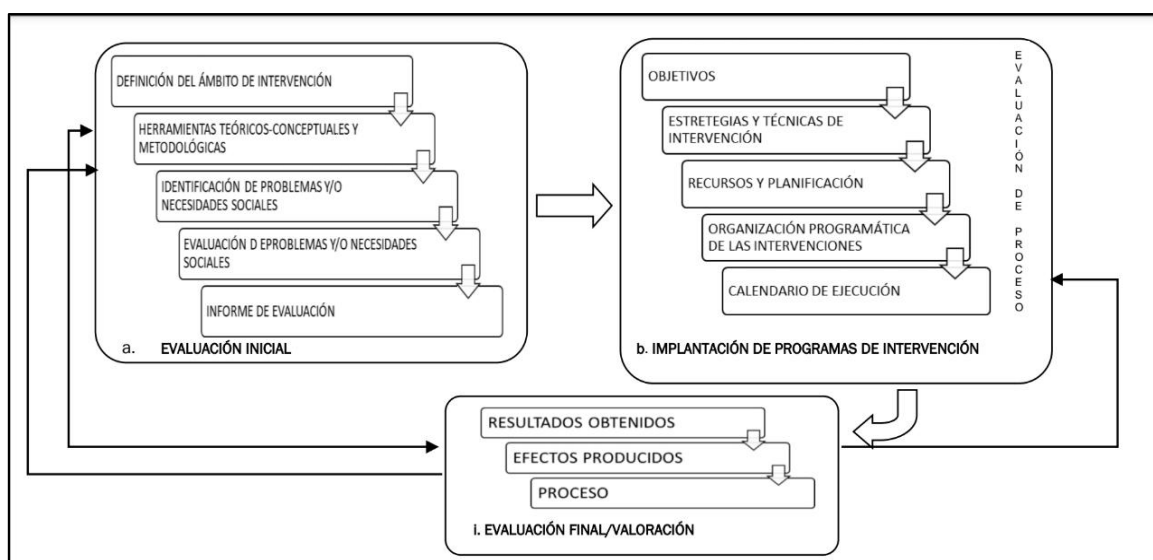 DEFINICIÓN DEL ÁMBITO DE INTERVENCIÓN
HERRAMIENTAS TEÓRICOS-CONCEPTUALES Y
METODOLÓGICAS
IDENTIFICACIÓN DE PROBLEMAS Y/O
NECESIDADES SOCIALES
EVALUACIÓN D EPROBLEMAS Y/O NECESIDADES
SOCIALES
INFORME DE EVALUACIÓN
a. EVALUACIÓN INICIAL
OBJETIVOS
ESTRETEGIAS Y TÉCNICAS DE
INTERVENCIÓN
RECURSOS Y PLANIFICACIÓN
ORGANIZACIÓN PROGRAMÁTICA
DE LAS INTERVENCIONES
CALENDARIO DE EJECUCIÓN
EVALUACIÓN DE PROCESO
b. IMPLANTACIÓN DE PROGRAMAS DE INTERVENCIÓN
RESULTADOS OBTENIDOS
EFECTOS PRODUCIDOS
PROCESO
i. EVALUACIÓN FINAL/VALORACIÓN